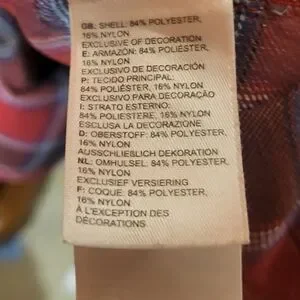 GB: SHELL: 84% POLYESTER,
16% NYLON
EXCLUSIVE OF DECORATION
E: ARMAZÓN: 84% POLIÉSTER,
16% NYLON
EXCLUSIVO DE DECORACIÓN
P: TECIDO PRINCIPAL:
84% POLIÉSTER, 16% NYLON
EXCLUSIVO PARA DECORAÇÃO
I: STRATO ESTERNO:
84% POLIESTERE, 16% NYLON
ESCLUSA LA DECORAZIONE
D: OBERSTOFF: 84% POLYESTER,
16% NYLON
AUSSCHLIESSLICH DEKORATION
NL: OMHULSEL: 84% POLYESTER,
16% NYLON
EXCLUSIEF VERSIERING
F: COQUE: 84% POLYESTER,
16% NYLON
À L'EXCEPTION DES
DÉCORATIONS